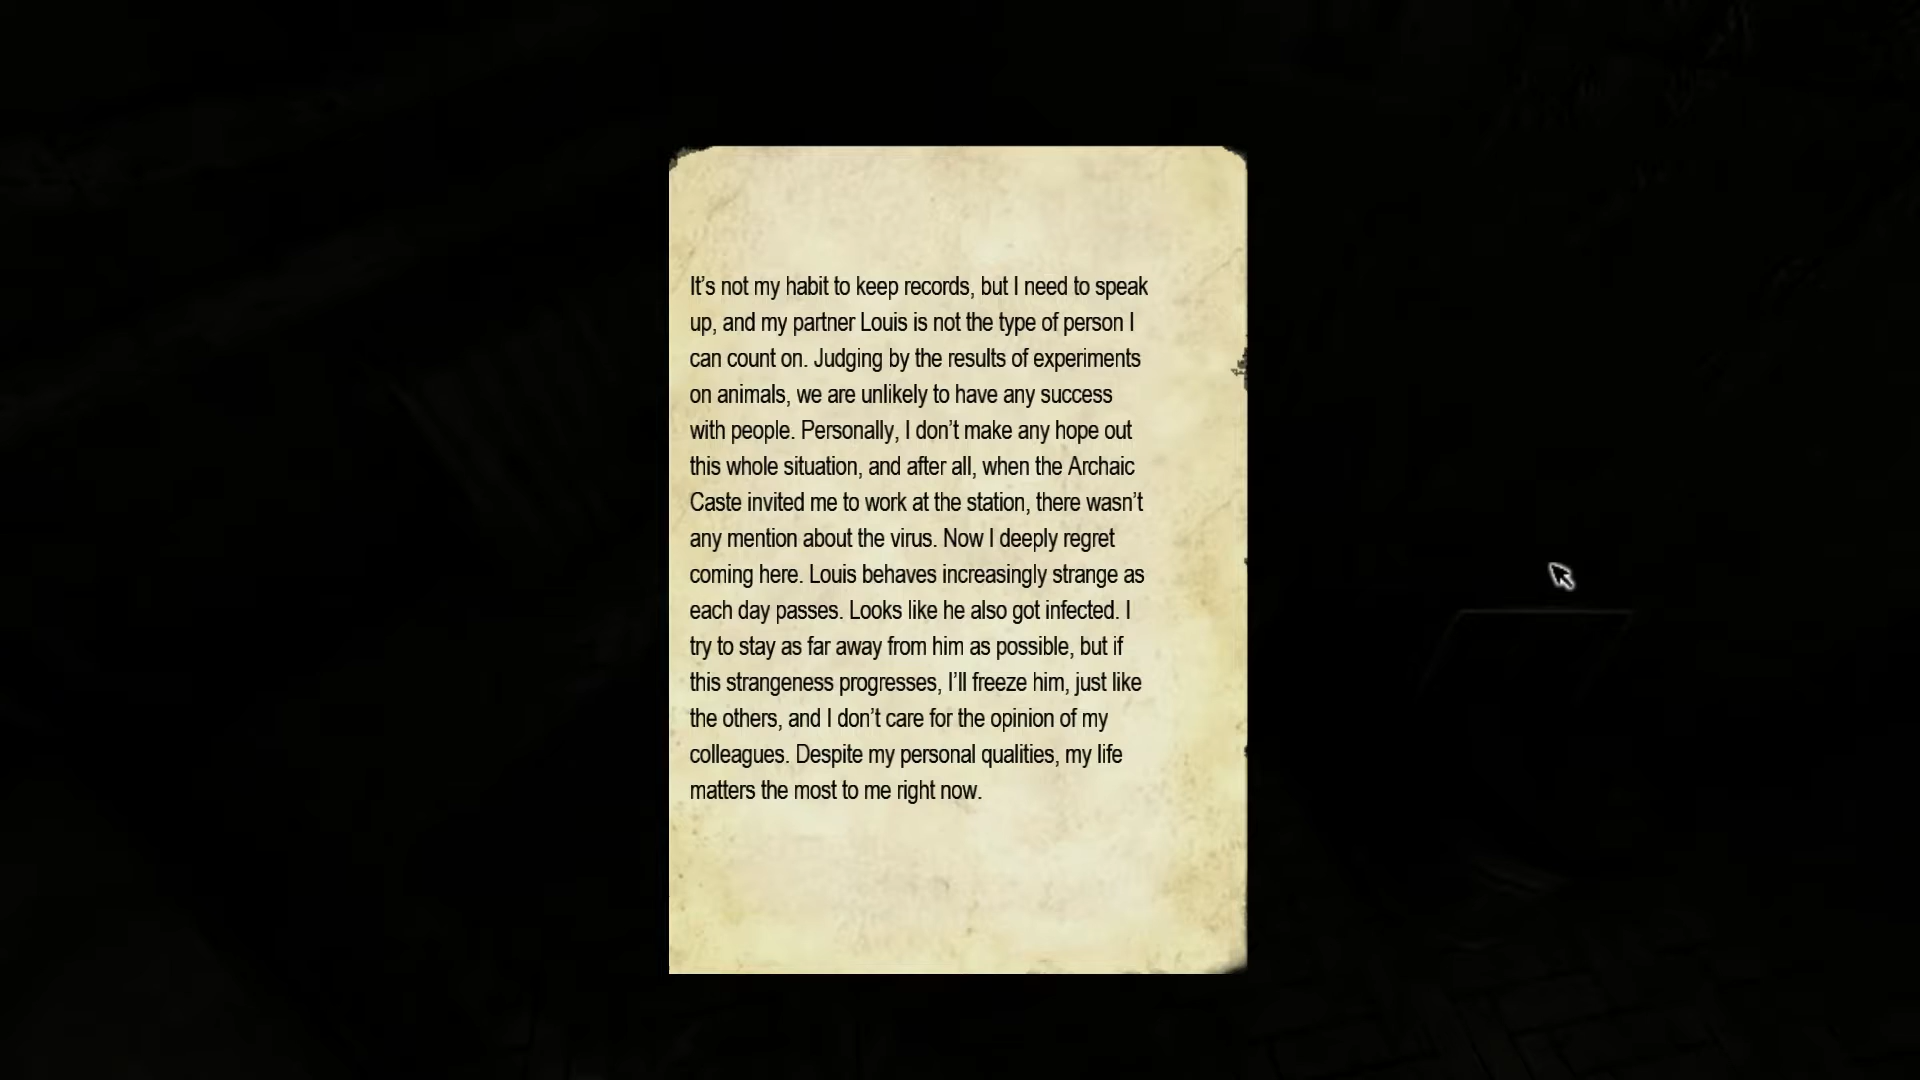 It’s not my habit to keep records, but I need to speak
up, and my partner Louis is not the type of person I
can count on. Judging by the results of experiments
on animals, we are unlikely to have any success
with people. Personally, I don’t make any hope out
this whole situation, and after all, when the Archaic
Caste invited me to work at the station, there wasn’t
any mention about the virus. Now I deeply regret
coming here. Louis behaves increasingly strange as
each day passes. Looks like he also got infected. I
try to stay as far away from him as possible, but if
this strangeness progresses, I’ll freeze him, just like
the others, and I don’t care for the opinion of my
colleagues. Despite my personal qualities, my life
matters the most to me right now.